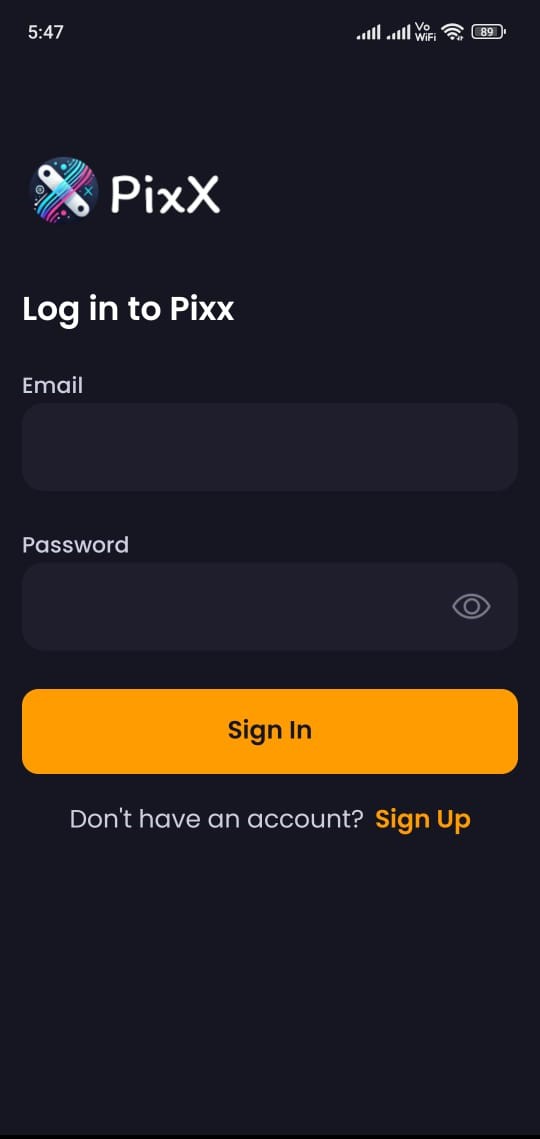 5:47
Vo
WiFi
89
PixX
Log in to Pixx
Email
Password
Sign In
Don't have an account? Sign Up